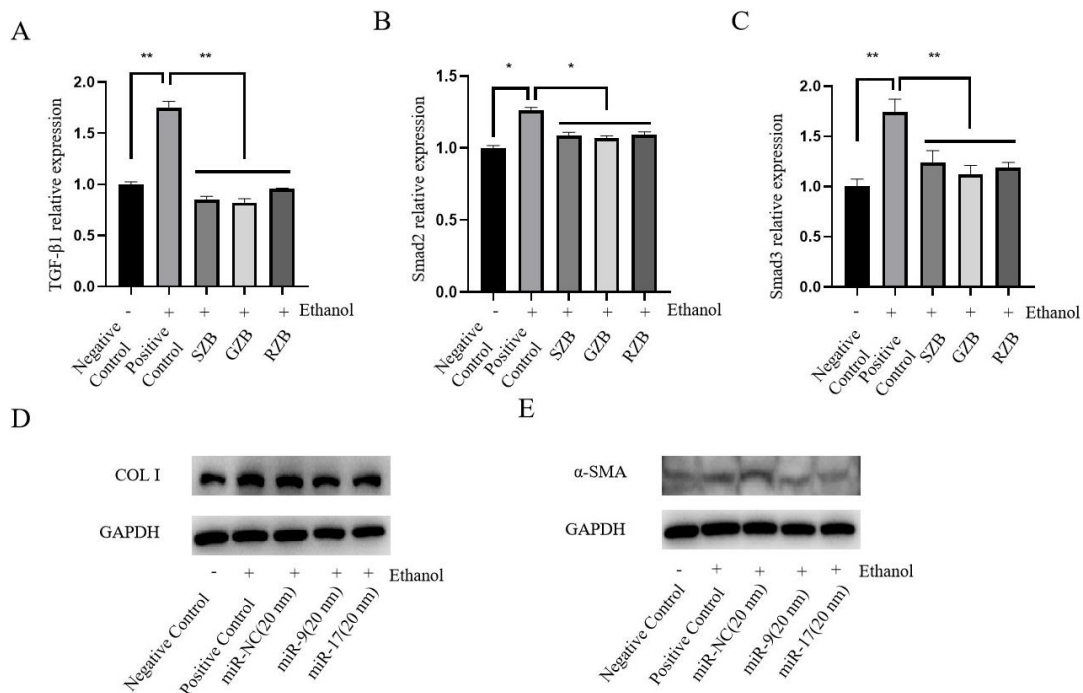 A
TGF-β1 relative expression
2.0
1.5
1.0
0.5
0.0
** **
- + + + + Ethanol
Negative Control
Positive Control
SZB
GZB
RZB
B
Smad2 relative expression
1.5
1.0
0.5
0.0
* *
- + + + + Ethanol
Negative Control
Positive Control
SZB
GZB
RZB
C
Smad3 relative expression
2.0
1.5
1.0
0.5
0.0
** **
- + + + + Ethanol
Negative Control
Positive Control
SZB
GZB
RZB
D
COL I
GAPDH
- + + + + Ethanol
Negative Control
Positive Control
miR-NC(20 nm)
miR-9(20 nm)
miR-17(20 nm)
E
α-SMA
GAPDH
- + + + + Ethanol
Negative Control
Positive Control
miR-NC(20 nm)
miR-9(20 nm)
miR-17(20 nm)